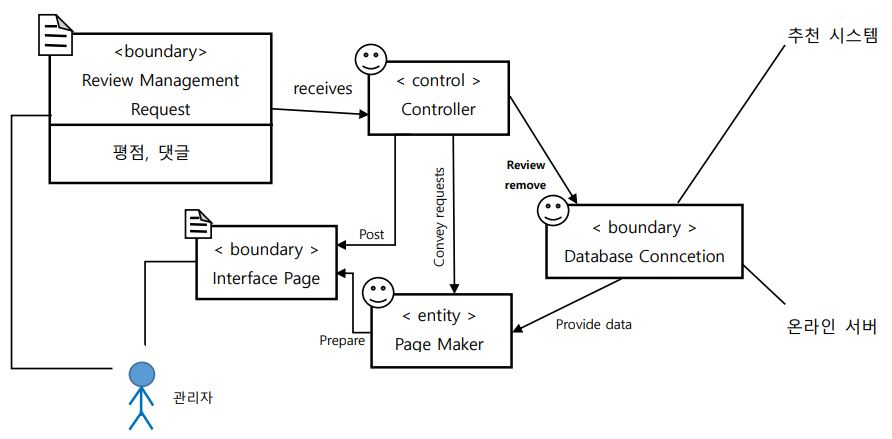 추천 시스템
<boundary>
Review Management
Request
평점, 댓글
receives
< control >
Controller
Review
remove
Convey requests
Post
< boundary >
Interface Page
< boundary >
Database Conncetion
< entity >
Page Maker
Prepare
Provide data
온라인 서버
관리자